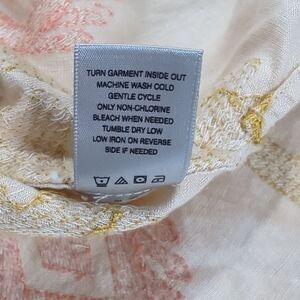 TURN GARMENT INSIDE OUT
MACHINE WASH COLD
GENTLE CYCLE
ONLY NON-CHLORINE
BLEACH WHEN NEEDED
TUMBLE DRY LOW
LOW IRON ON REVERSE
SIDE IF NEEDED